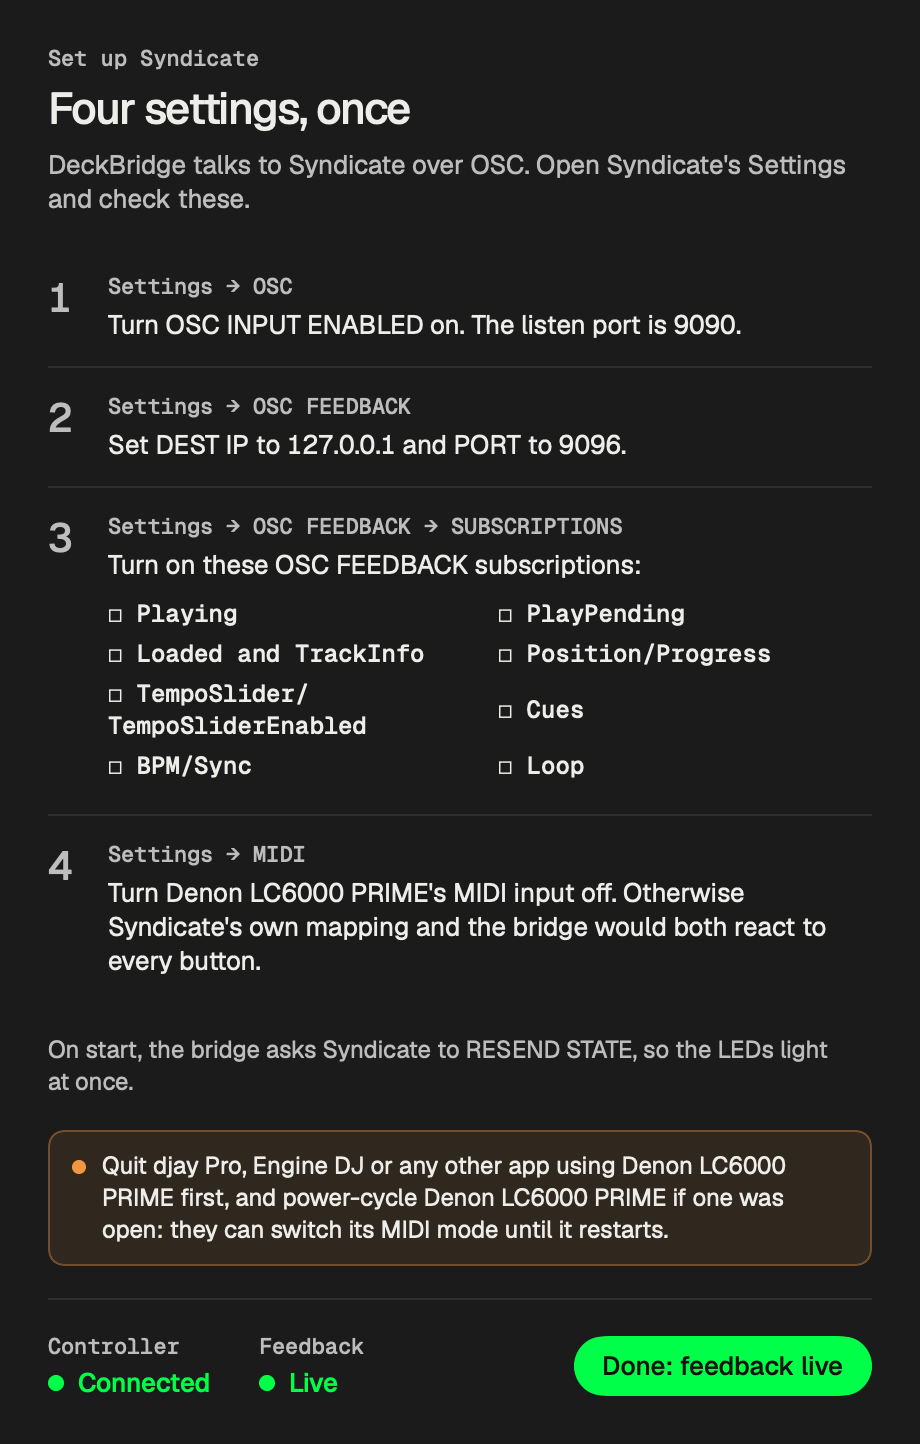 Set up Syndicate
Four settings, once
DeckBridge talks to Syndicate over OSC. Open Syndicate's Settings
and check these.
1
Settings → OSC
Turn OSC INPUT ENABLED on. The listen port is 9090.
2
Settings → OSC FEEDBACK
Set DEST IP to 127.0.0.1 and PORT to 9096.
3
Settings → OSC FEEDBACK → SUBSCRIPTIONS
Turn on these OSC FEEDBACK subscriptions:
□ Playing
□ PlayPending
□ Loaded and TrackInfo
□ Position/Progress
□ TempoSlider/
TempoSliderEnabled
□ Cues
□ BPM/Sync
□ Loop
4
Settings → MIDI
Turn Denon LC6000 PRIME's MIDI input off. Otherwise
Syndicate's own mapping and the bridge would both react to
every button.
On start, the bridge asks Syndicate to RESEND STATE, so the LEDs light
at once.
Quit djay Pro, Engine DJ or any other app using Denon LC6000
PRIME first, and power-cycle Denon LC6000 PRIME if one was
open: they can switch its MIDI mode until it restarts.
Controller
Connected
Feedback
Live
Done: feedback live